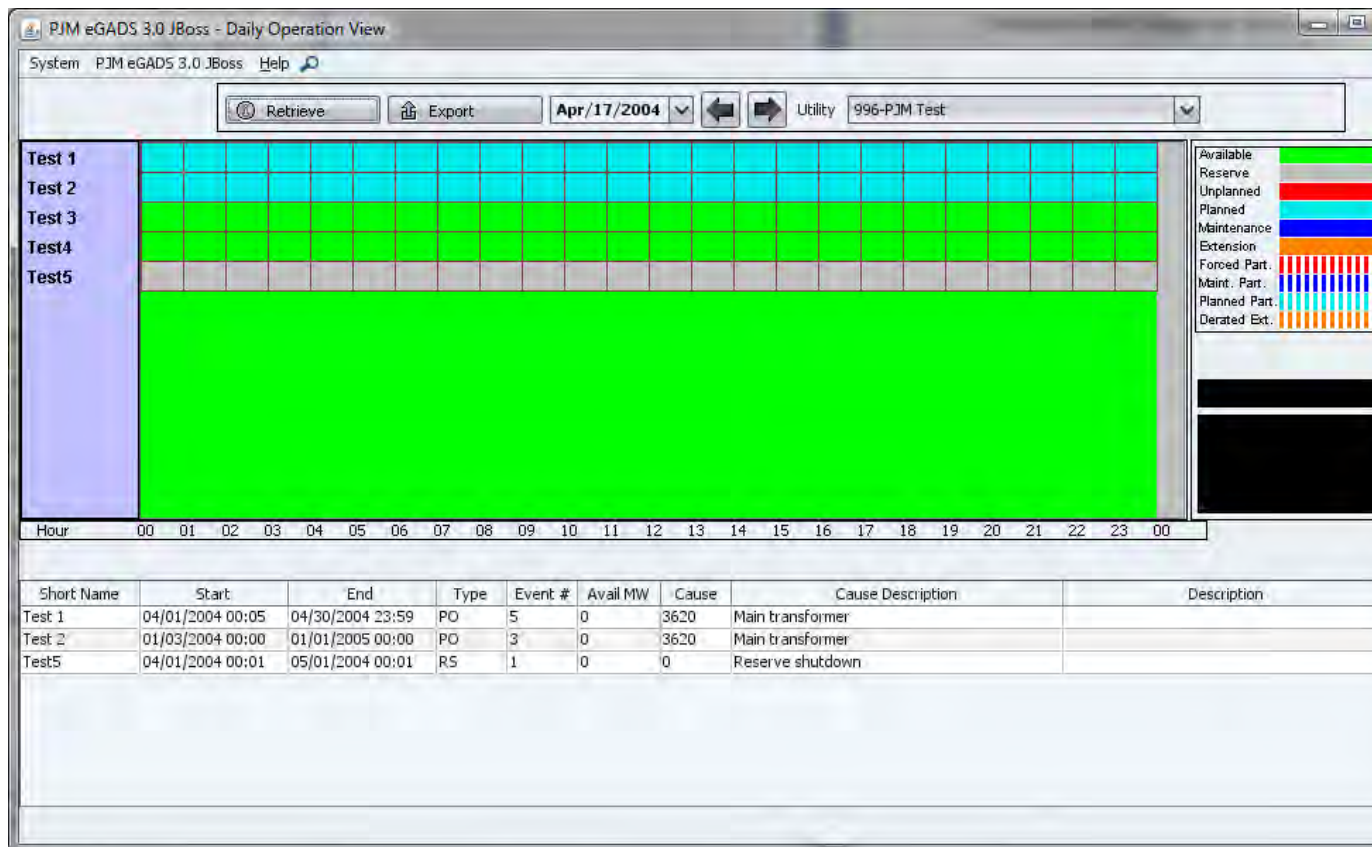 PJM eGADS 3.0 JBoss - Daily Operation View
System PJM eGADS 3.0 JBoss Help
Retrieve Export Apr/17/2004 Utility 996-PJM Test
Test 1
Test 2
Test 3
Test4
Test5
Available
Reserve
Unplanned
Planned
Maintenance
Extension
Forced Part.
Maint. Part.
Planned Part.
Derated Ext.
Hour 00 01 02 03 04 05 06 07 08 09 10 11 12 13 14 15 16 17 18 19 20 21 22 23 00
Short Name Start End Type Event # Avail MW Cause Cause Description Description
Test 1 04/01/2004 00:05 04/30/2004 23:59 PO 5 0 3620 Main transformer
Test 2 01/03/2004 00:00 01/01/2005 00:00 PO 3 0 3620 Main transformer
Test5 04/01/2004 00:01 05/01/2004 00:01 RS 1 0 0 Reserve shutdown